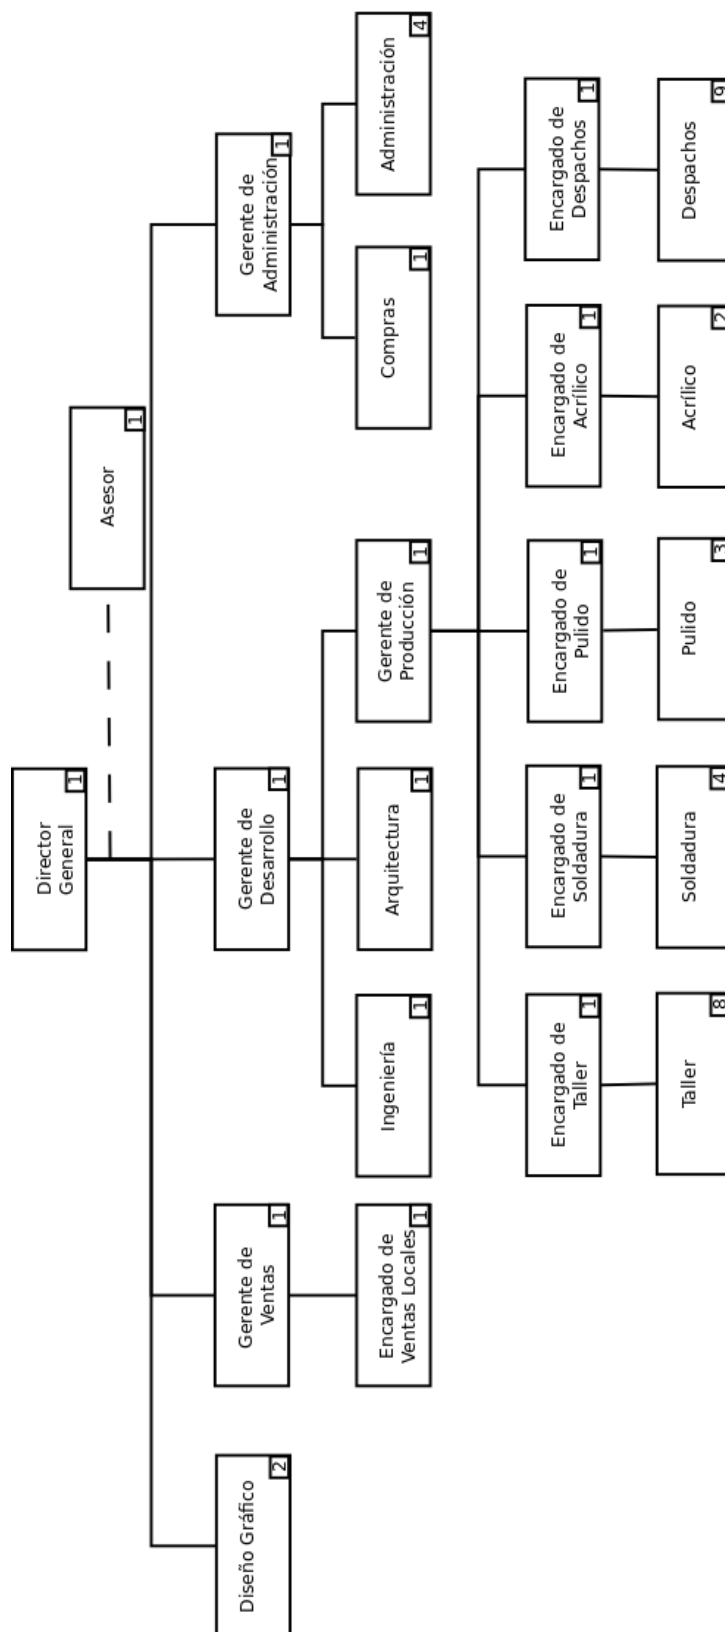 Director
General
1
Asesor
1
Diseño Gráfico
2
Gerente de
Ventas
1
Gerente de
Desarrollo
1
Gerente de
Administración
1
Encargado de
Ventas Locales
1
Ingeniería
1
Arquitectura
1
Gerente de
Producción
1
Compras
1
Administración
4
Encargado de
Taller
1
Encargado de
Soldadura
1
Encargado de
Pulido
1
Encargado de
Acrílico
1
Encargado de
Despachos
1
Taller
8
Soldadura
4
Pulido
3
Acrílico
2
Despachos
9